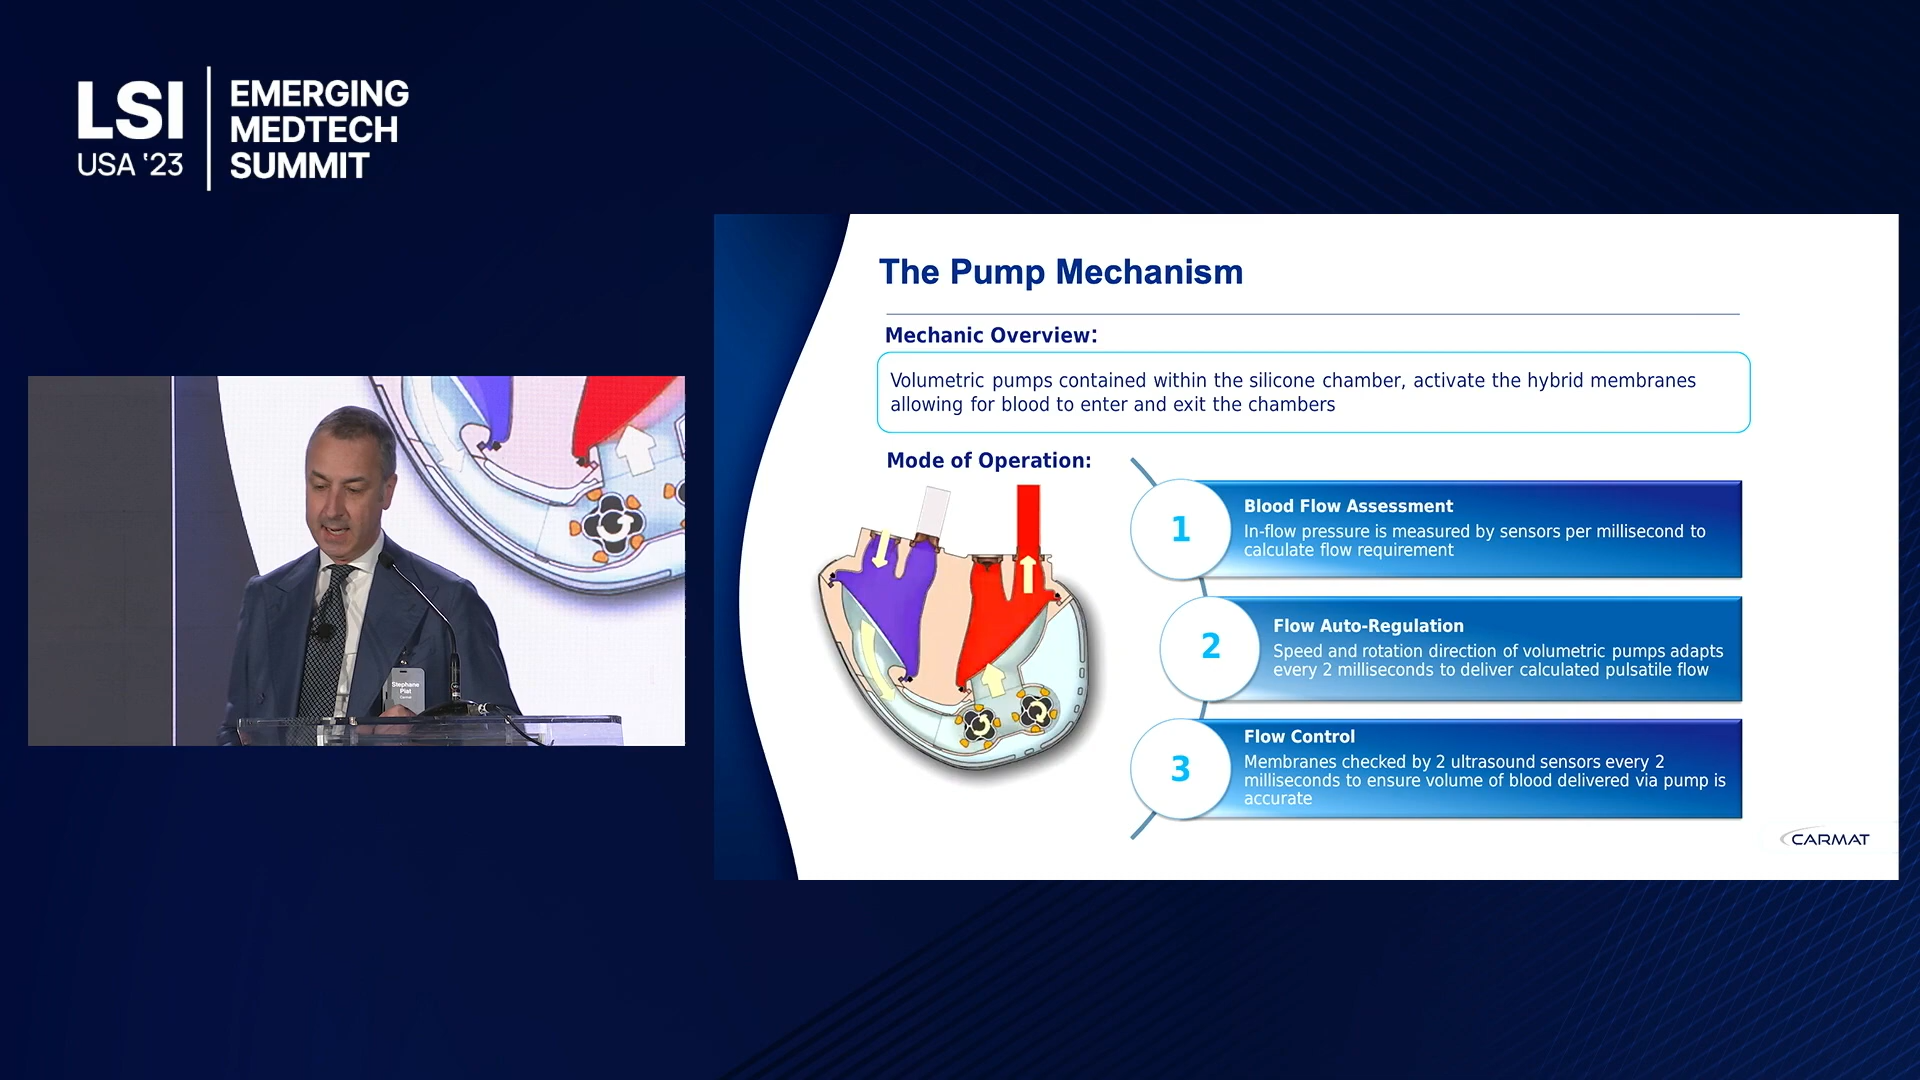 LSI
USA '23
EMERGING
MEDTECH
SUMMIT
The Pump Mechanism
Mechanic Overview:
Volumetric pumps contained within the silicone chamber, activate the hybrid membranes
allowing for blood to enter and exit the chambers
Mode of Operation:
1
Blood Flow Assessment
In-flow pressure is measured by sensors per millisecond to
calculate flow requirement
2
Flow Auto-Regulation
Speed and rotation direction of volumetric pumps adapts
every 2 milliseconds to deliver calculated pulsatile flow
3
Flow Control
Membranes checked by 2 ultrasound sensors every 2
milliseconds to ensure volume of blood delivered via pump is
accurate
CARMAT
Stephane
Piat
Carmat